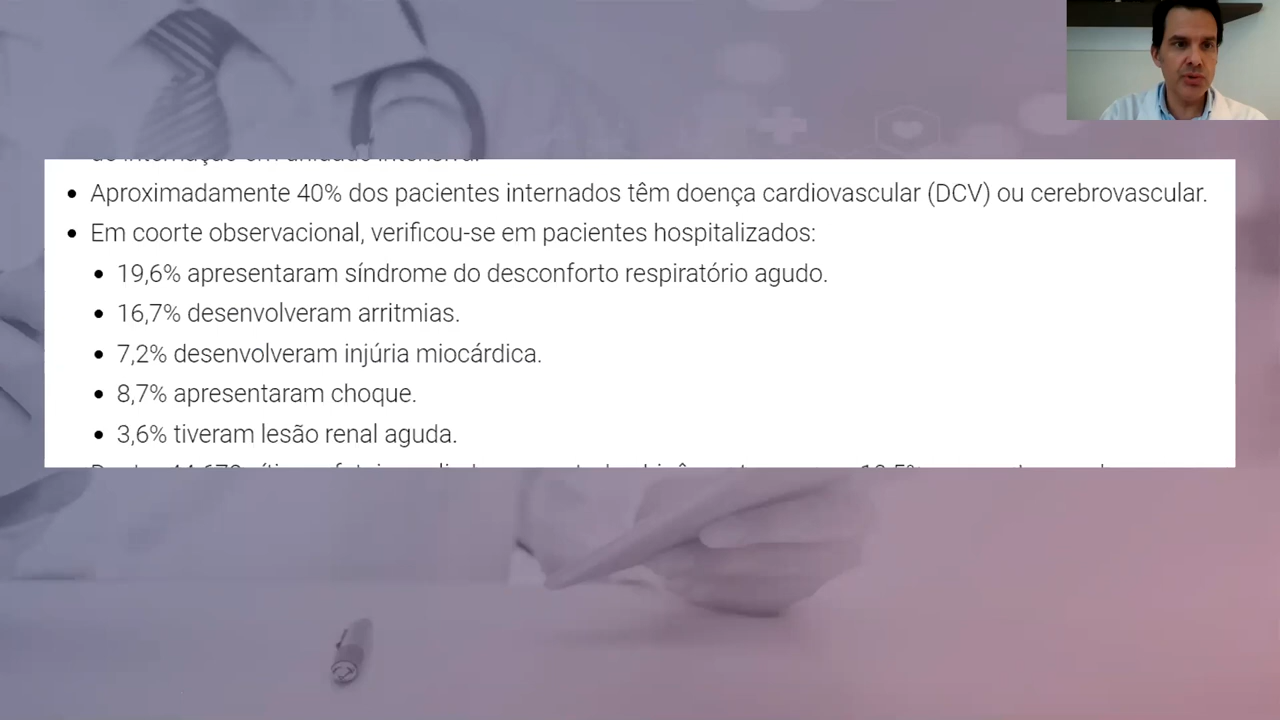 Aproximadamente 40% dos pacientes internados têm doença cardiovascular (DCV) ou cerebrovascular.
Em coorte observacional, verificou-se em pacientes hospitalizados:
19,6% apresentaram síndrome do desconforto respiratório agudo.
16,7% desenvolveram arritmias.
7,2% desenvolveram injúria miocárdica.
8,7% apresentaram choque.
3,6% tiveram lesão renal aguda.